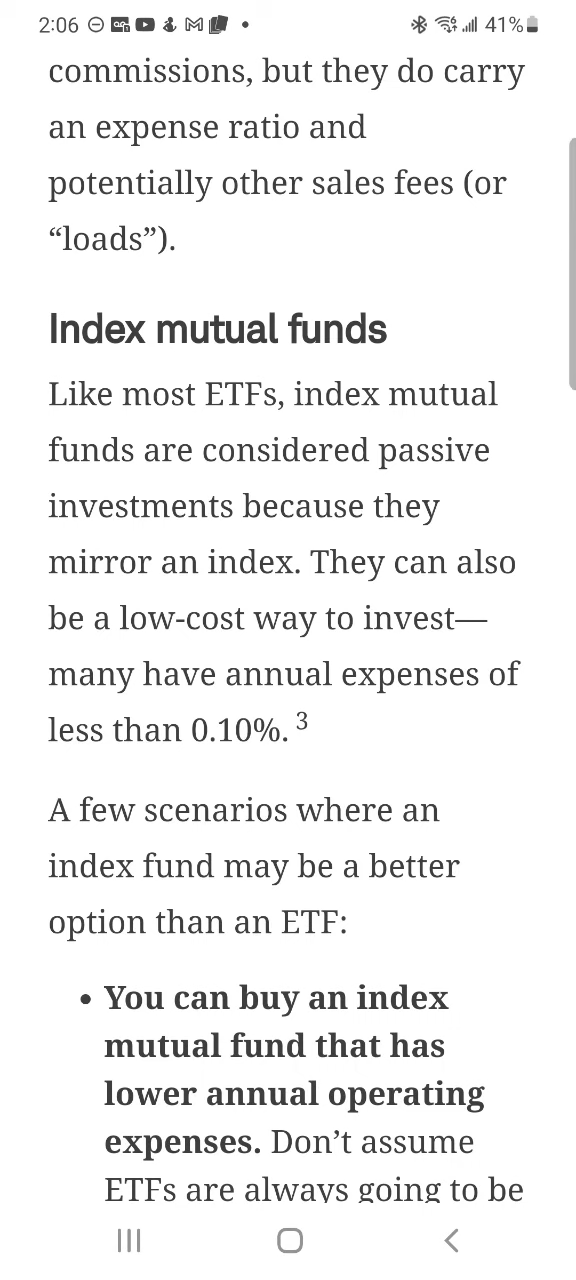 2:06 41%
commissions, but they do carry
an expense ratio and
potentially other sales fees (or
“loads”).
Index mutual funds
Like most ETFs, index mutual
funds are considered passive
investments because they
mirror an index. They can also
be a low-cost way to invest—
many have annual expenses of
less than 0.10%. 3
A few scenarios where an
index fund may be a better
option than an ETF:
• You can buy an index
mutual fund that has
lower annual operating
expenses. Don’t assume
ETFs are always going to be